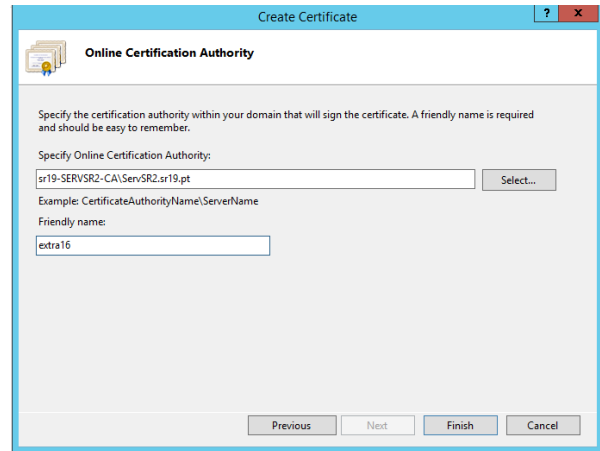 Create Certificate
?
x
Online Certification Authority
Specify the certification authority within your domain that will sign the certificate. A friendly name is required
and should be easy to remember.
Specify Online Certification Authority:
sr19-SERVSR2-CA\ServSR2.sr19.pt
Select...
Example: CertificateAuthorityName\ServerName
Friendly name:
extra16
Previous
Next
Finish
Cancel